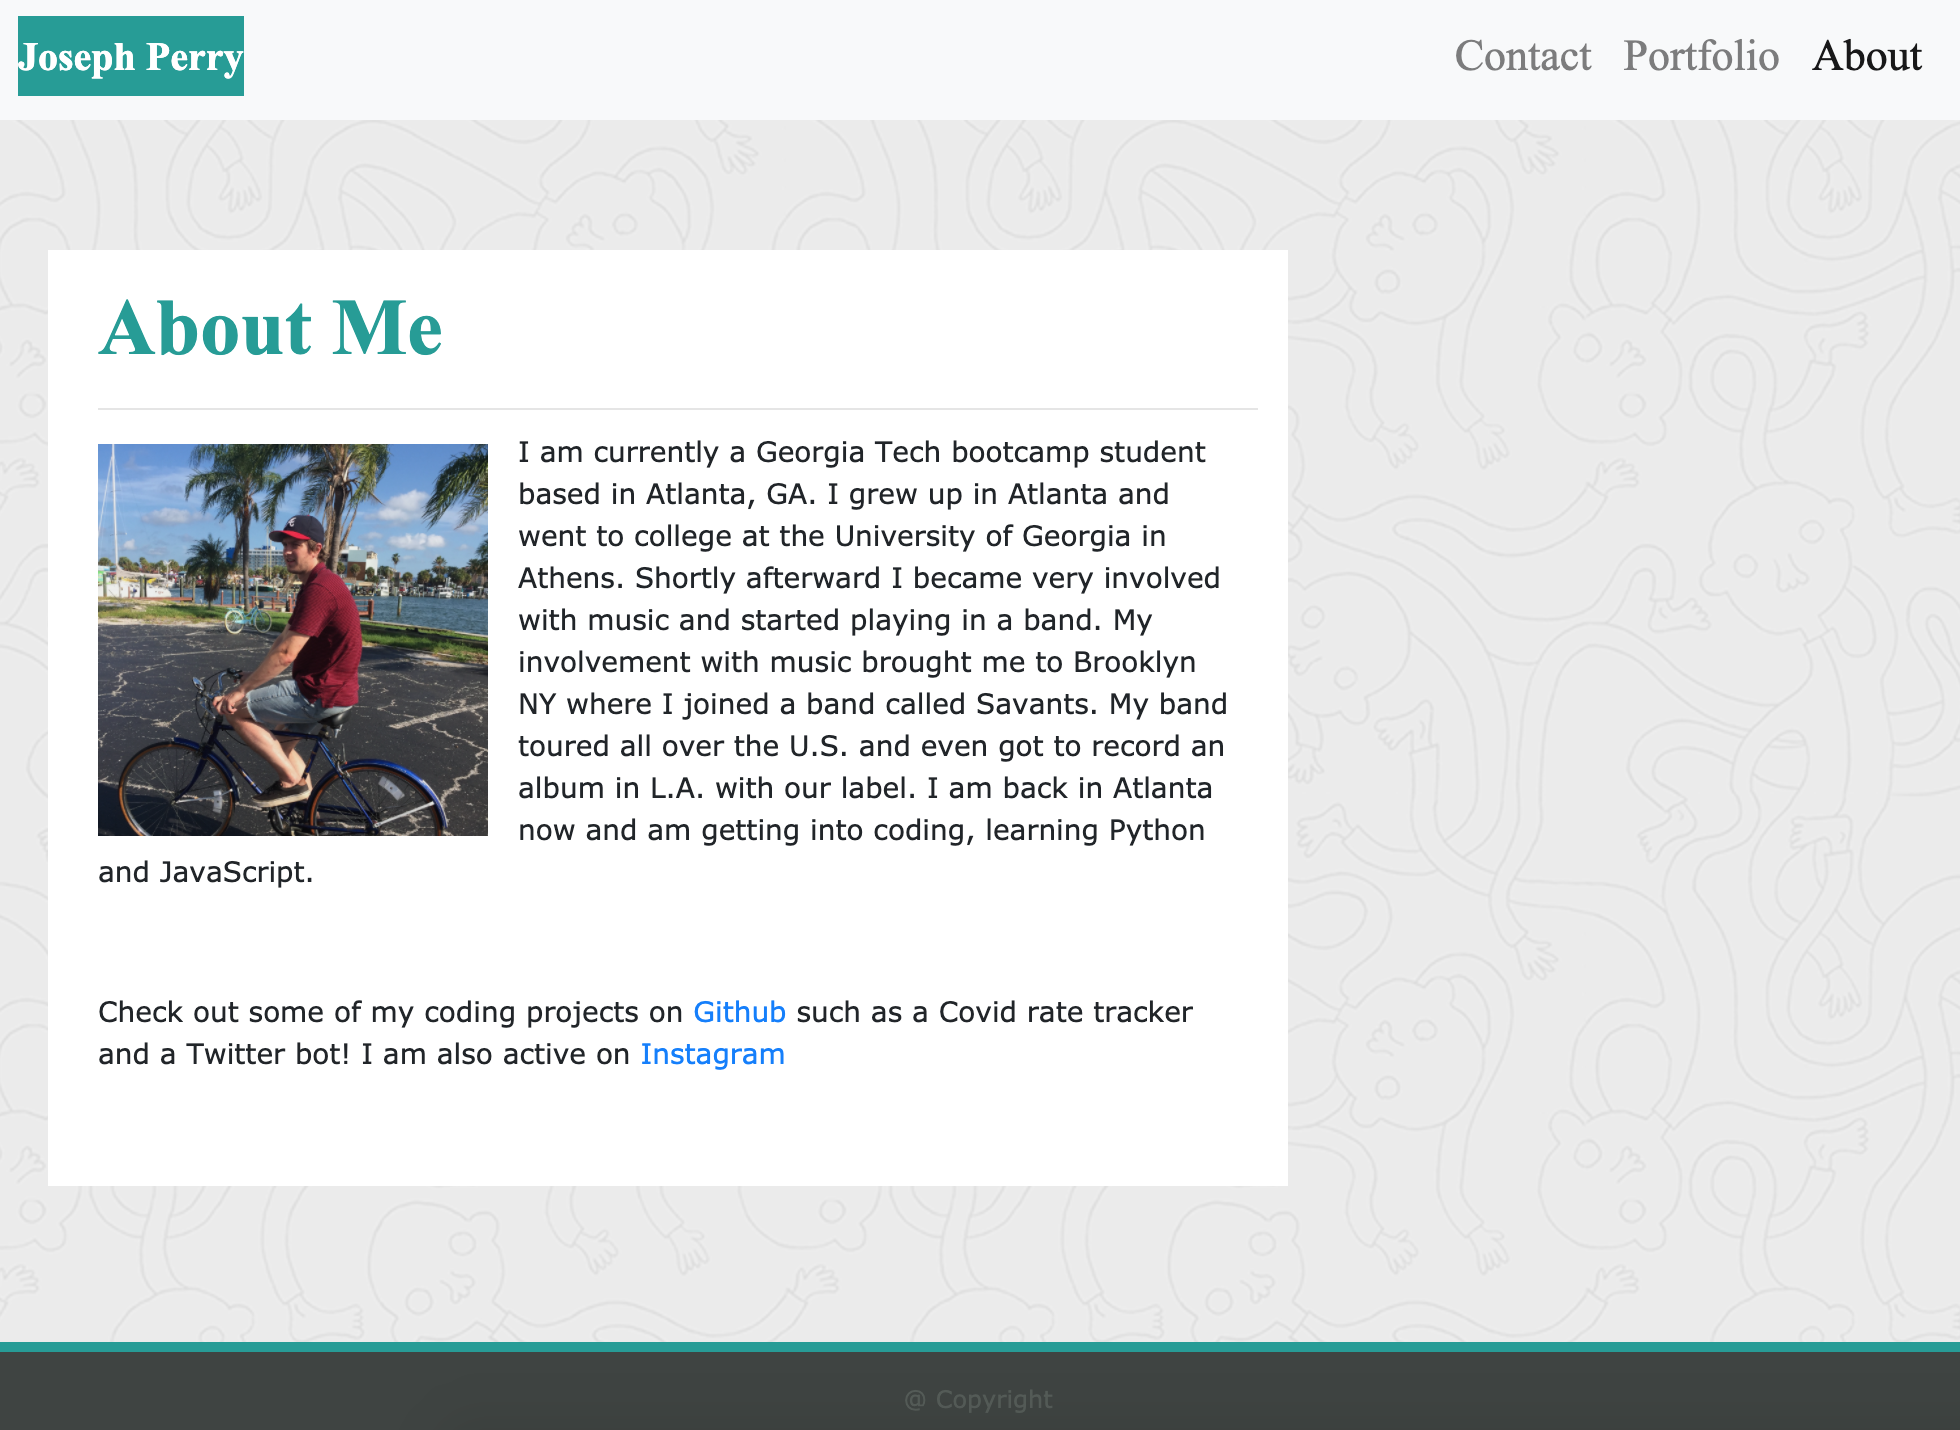 Joseph Perry
Contact Portfolio About
About Me
I am currently a Georgia Tech bootcamp student
based in Atlanta, GA. I grew up in Atlanta and
went to college at the University of Georgia in
Athens. Shortly afterward I became very involved
with music and started playing in a band. My
involvement with music brought me to Brooklyn
NY where I joined a band called Savants. My band
toured all over the U.S. and even got to record an
album in L.A. with our label. I am back in Atlanta
now and am getting into coding, learning Python
and JavaScript.
Check out some of my coding projects on Github such as a Covid rate tracker
and a Twitter bot! I am also active on Instagram
@ Copyright